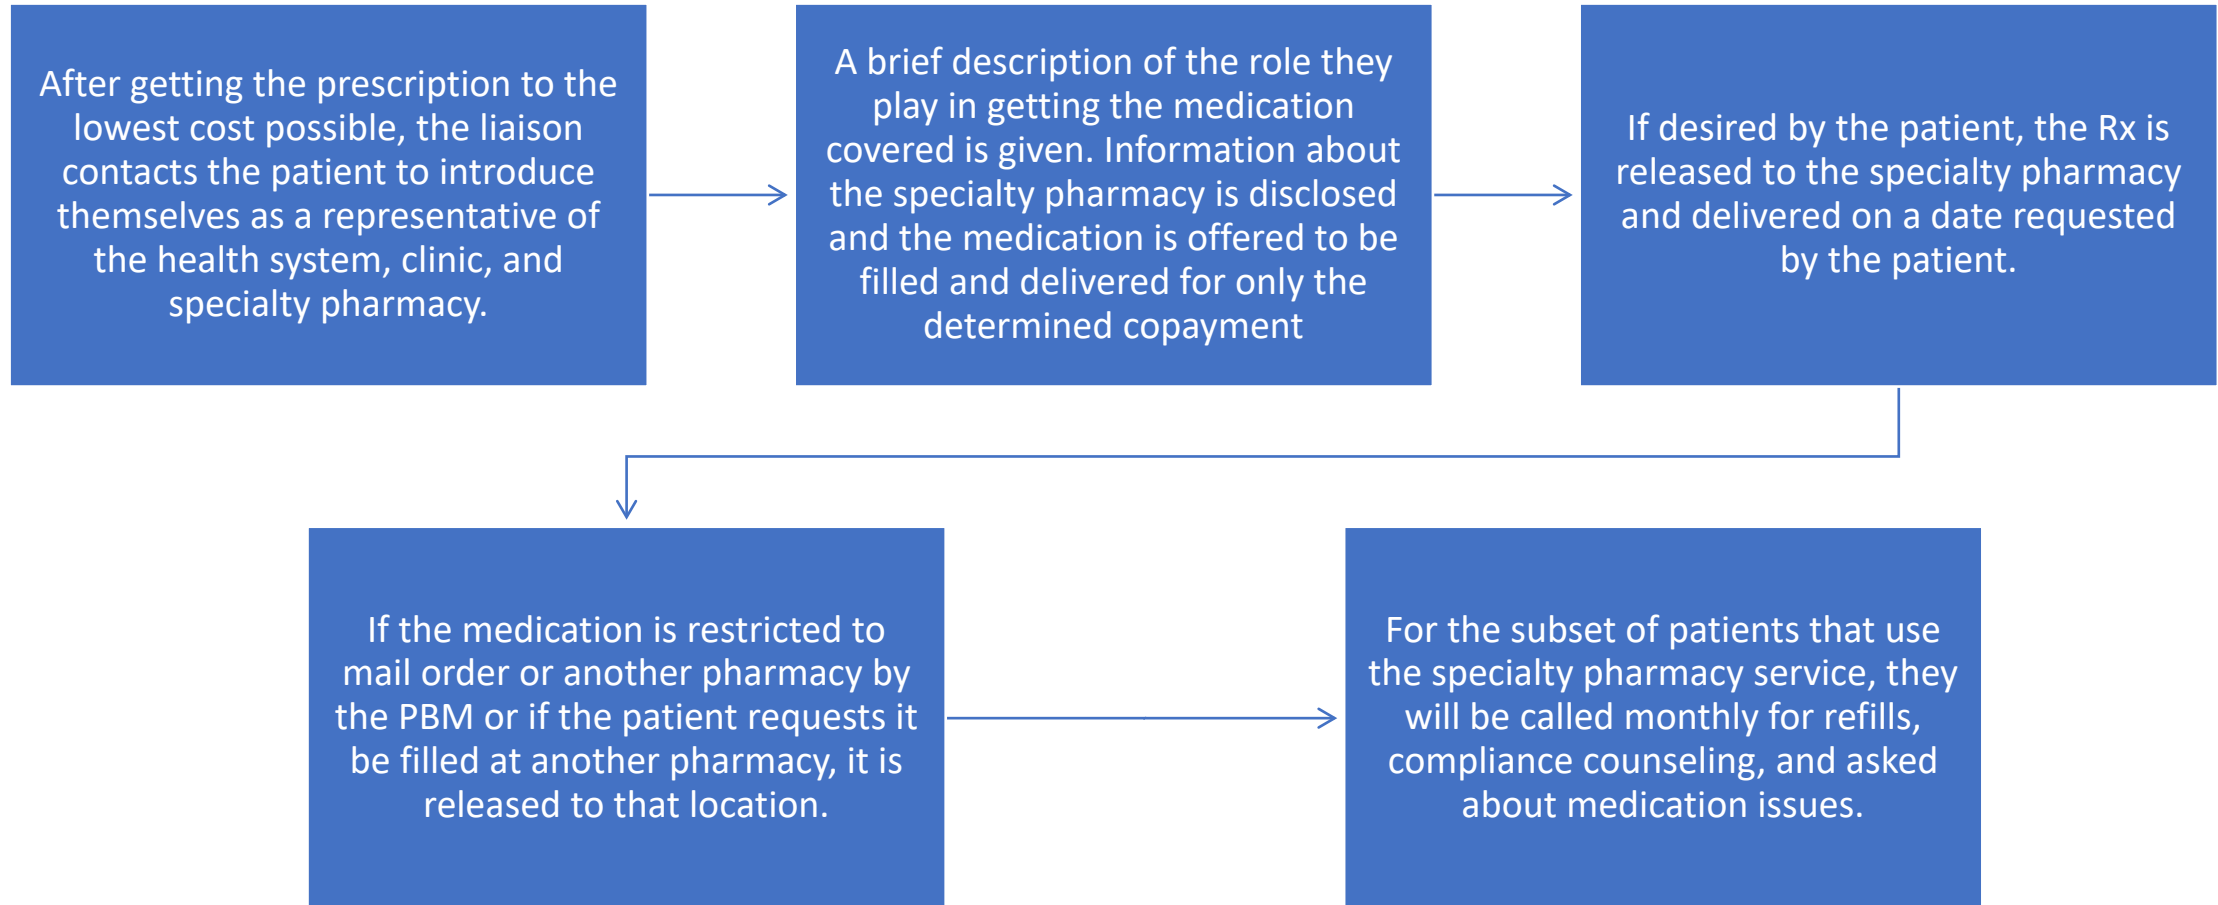 After getting the prescription to the
lowest cost possible, the liaison
contacts the patient to introduce
themselves as a representative of
the health system, clinic, and
specialty pharmacy.
A brief description of the role they
play in getting the medication
covered is given. Information about
the specialty pharmacy is disclosed
and the medication is offered to be
filled and delivered for only the
determined copayment
If desired by the patient, the Rx is
released to the specialty pharmacy
and delivered on a date requested
by the patient.
If the medication is restricted to
mail order or another pharmacy by
the PBM or if the patient requests it
be filled at another pharmacy, it is
released to that location.
For the subset of patients that use
the specialty pharmacy service, they
will be called monthly for refills,
compliance counseling, and asked
about medication issues.